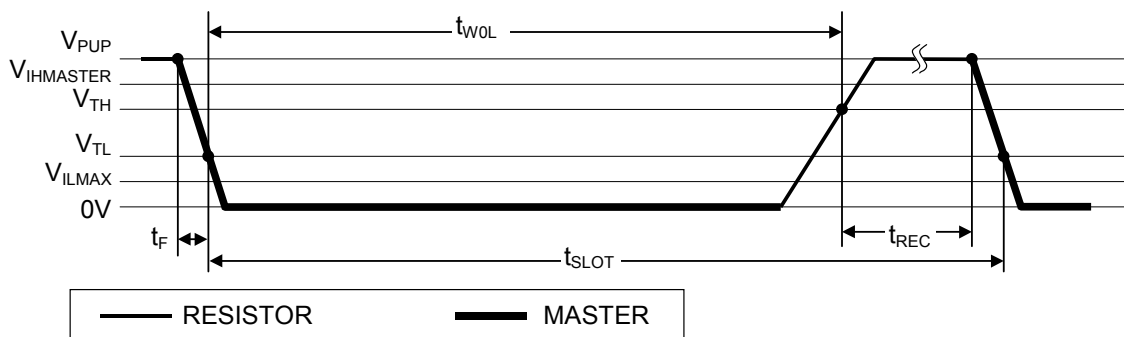 tW0L
VPUP
VIHMASTER
VTH
VTL
VILMAX
0V
tF
tREC
tSLOT
RESISTOR MASTER